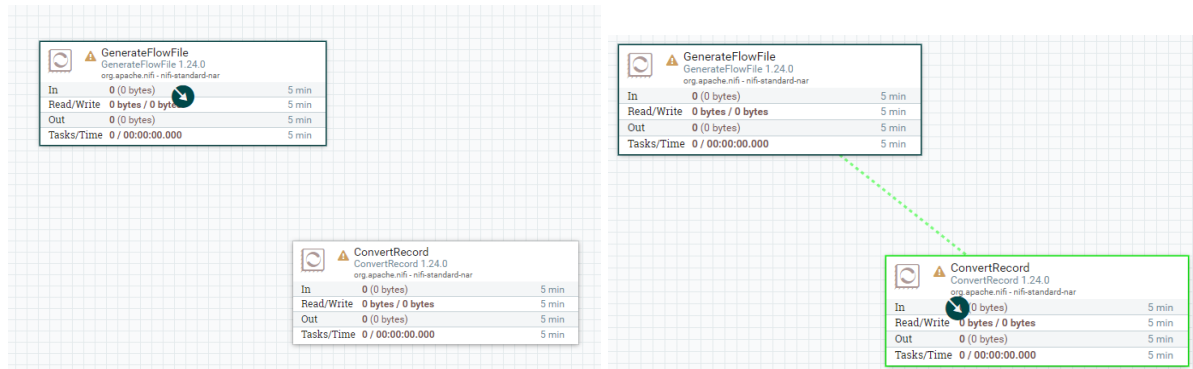 GenerateFlowFile
GenerateFlowFile 1.24.0
org.apache.nifi - nifi-standard-nar
In 0 (0 bytes) 5 min
Read/Write 0 bytes / 0 bytes 5 min
Out 0 (0 bytes) 5 min
Tasks/Time 0 / 00:00:00.000 5 min
ConvertRecord
ConvertRecord 1.24.0
org.apache.nifi - nifi-standard-nar
In 0 (0 bytes) 5 min
Read/Write 0 bytes / 0 bytes 5 min
Out 0 (0 bytes) 5 min
Tasks/Time 0 / 00:00:00.000 5 min
GenerateFlowFile
GenerateFlowFile 1.24.0
org.apache.nifi - nifi-standard-nar
In 0 (0 bytes) 5 min
Read/Write 0 bytes / 0 bytes 5 min
Out 0 (0 bytes) 5 min
Tasks/Time 0 / 00:00:00.000 5 min
ConvertRecord
ConvertRecord 1.24.0
org.apache.nifi - nifi-standard-nar
In (0 bytes) 5 min
Read/Write 0 bytes / 0 bytes 5 min
Out 0 (0 bytes) 5 min
Tasks/Time 0 / 00:00:00.000 5 min